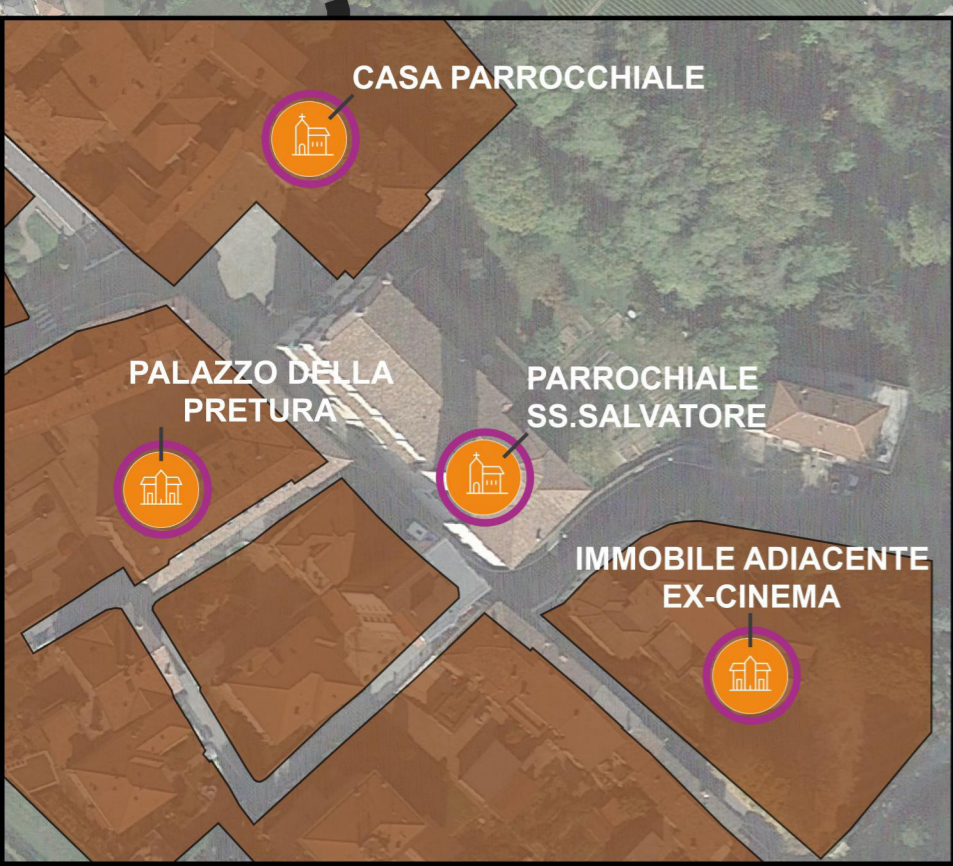 CASA PARROCCHIALE
PALAZZO DELLA
PRETURA
PARROCHIALE
SS.SALVATORE
IMMOBILE ADIACENTE
EX-CINEMA